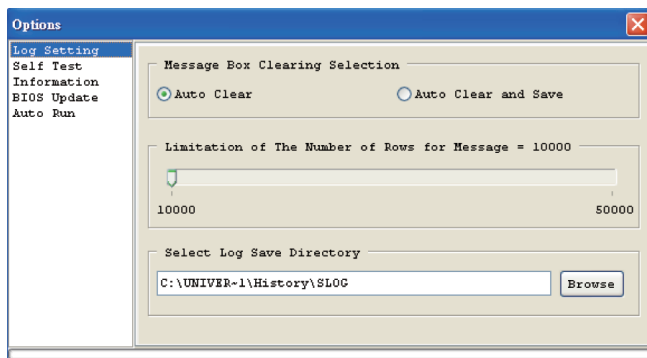 Options
Log Setting
Self Test
Information
BIOS Update
Auto Run
Message Box Clearing Selection
Auto Clear
Auto Clear and Save
Limitation of The Number of Rows for Message = 10000
10000
50000
Select Log Save Directory
C:\UNIVER~1\History\SLOG
Browse